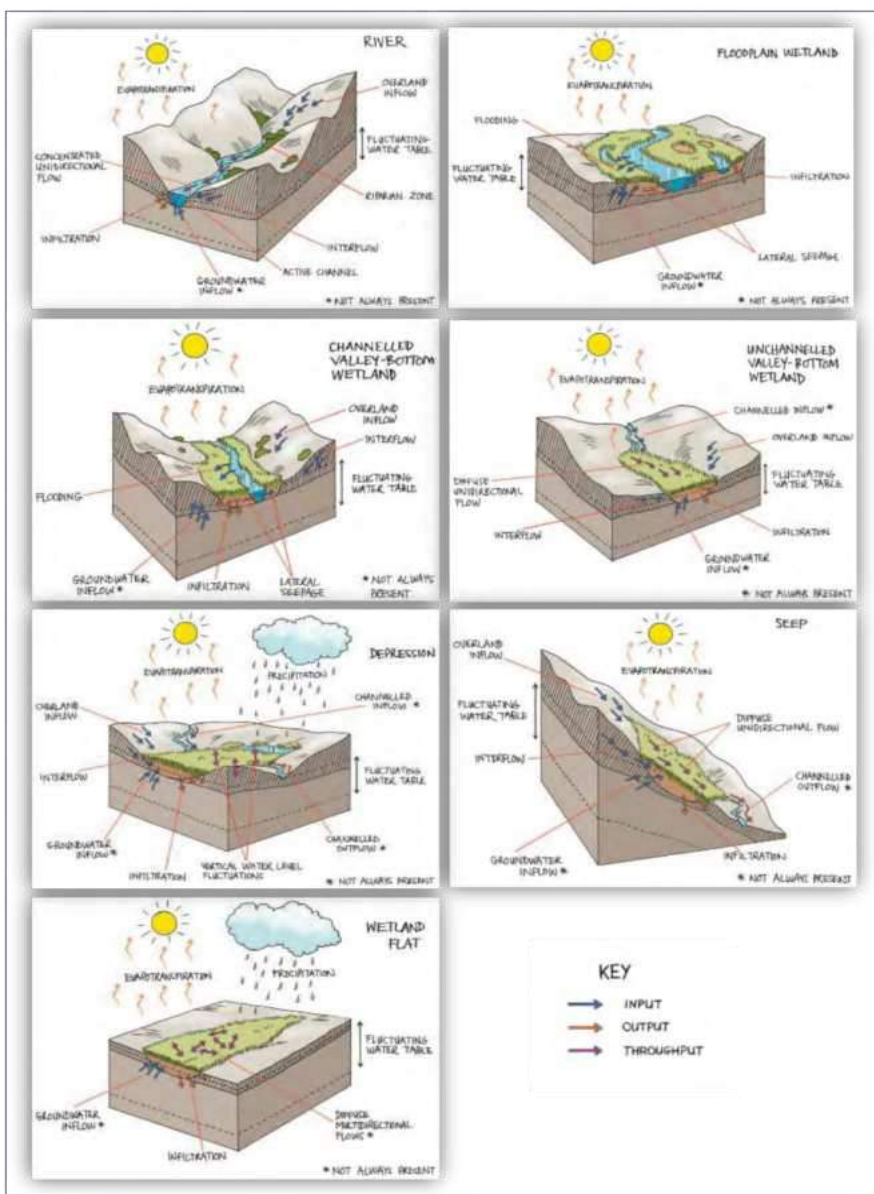 RIVER
EVAPOTRANSPIRATION
OVERLAND
INFLOW
FLUCTUATING
WATER TABLE
CONCENTRATED
UNIDIRECTIONAL
FLOW
RIPARIAN ZONE
INFILTRATION
INTERFLOW
ACTIVE CHANNEL
GROUNDWATER
INFLOW *
* NOT ALWAYS PRESENT
FLOODPLAIN WETLAND
EVAPOTRANSPIRATION
FLOODING
FLUCTUATING
WATER TABLE
INFILTRATION
LATERAL SEEPAGE
GROUNDWATER
INFLOW *
* NOT ALWAYS PRESENT
CHANNELLED
VALLEY-BOTTOM
WETLAND
EVAPOTRANSPIRATION
OVERLAND
INFLOW
INTERFLOW
FLOODING
FLUCTUATING
WATER TABLE
GROUNDWATER
INFLOW *
INFILTRATION
LATERAL
SEEPAGE
* NOT ALWAYS
PRESENT
UNCHANNELLED
VALLEY-BOTTOM
WETLAND
EVAPOTRANSPIRATION
CHANNELLED INFLOW *
OVERLAND INFLOW
DIFFUSE
UNIDIRECTIONAL
FLOW
FLUCTUATING
WATER TABLE
INTERFLOW
INFILTRATION
GROUNDWATER
INFLOW *
* NOT ALWAYS PRESENT
DEPRESSION
EVAPOTRANSPIRATION
PRECIPITATION
OVERLAND
INFLOW
CHANNELLED
INFLOW *
INTERFLOW
FLUCTUATING
WATER TABLE
GROUNDWATER
INFLOW *
INFILTRATION
VERTICAL WATER LEVEL
FLUCTUATIONS
CHANNELLED
OUTFLOW *
* NOT ALWAYS PRESENT
SEEP
OVERLAND
INFLOW
EVAPOTRANSPIRATION
FLUCTUATING
WATER TABLE
DIFFUSE
UNIDIRECTIONAL FLOW
INTERFLOW
CHANNELLED
OUTFLOW *
GROUNDWATER
INFLOW *
INFILTRATION
* NOT ALWAYS PRESENT
WETLAND
FLAT
EVAPOTRANSPIRATION
PRECIPITATION
FLUCTUATING
WATER TABLE
GROUNDWATER
INFLOW *
INFILTRATION
DIFFUSE
MULTIDIRECTIONAL
FLOWS *
* NOT ALWAYS PRESENT
KEY
INPUT
OUTPUT
THROUGHPUT